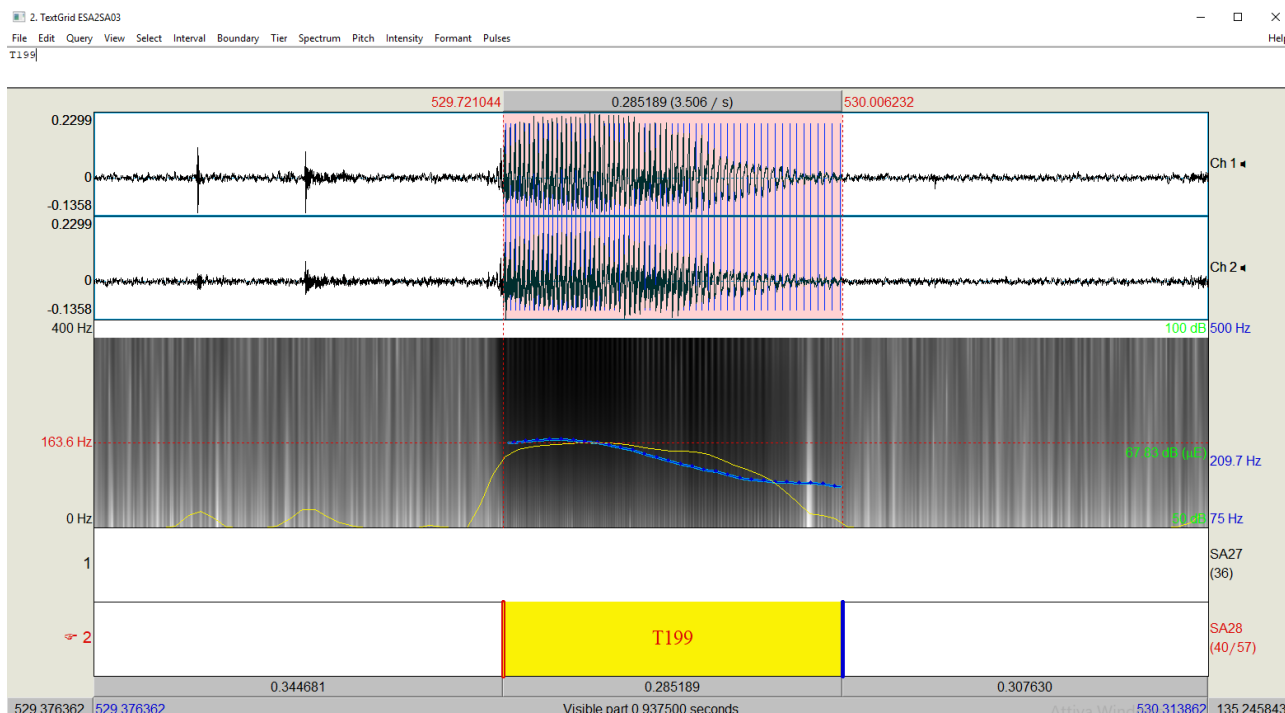 2. TextGrid ESA2SA03
File Edit Query View Select Interval Boundary Tier Spectrum Pitch Intensity Formant Pulses Help
T199
529.721044 0.285189 (3.506 / s) 530.006232
0.2299
0
-0.1358
Ch 1
0.2299
0
-0.1358
Ch 2
400 Hz 100 dB 500 Hz
163.6 Hz 67.83 dB (µE) 209.7 Hz
0 Hz 75 Hz
1 SA27
(36)
2 T199 SA28
(40/57)
0.344681 0.285189 0.307630
529.376362 529.376362 Visible part 0.937500 seconds 530.313862 135.245843